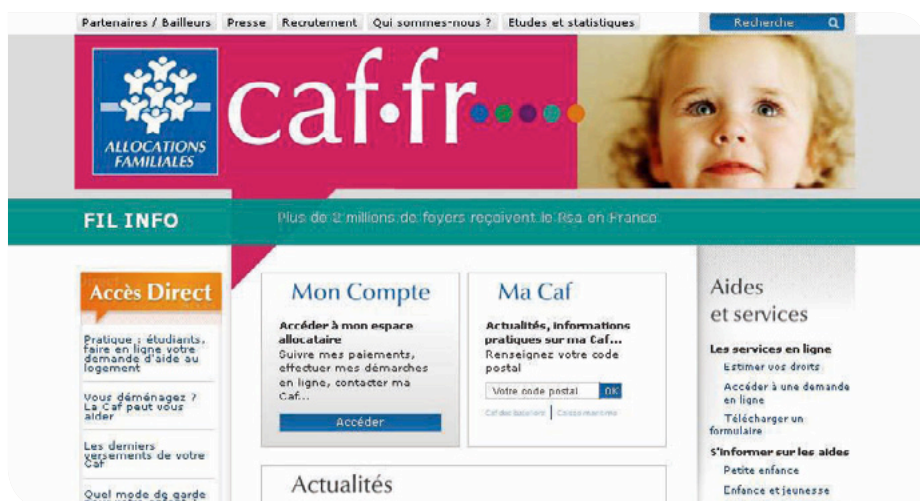 Partenaires / Bailleurs Presse Recrutement Qui sommes-nous ? Etudes et statistiques Recherche
ALLOCATIONS
FAMILIALES
caf.fr
FIL INFO
Plus de 2 millions de foyers reçoivent le Rsa en France
Accès Direct
Pratique : étudiants,
faire en ligne votre
demande d'aide au
logement
Vous déménagez ?
La Caf peut vous
aider
Les derniers
versements de votre
Caf
Quel mode de garde
Mon Compte
Accéder à mon espace
allocataire
Suivre mes paiements,
effectuer mes démarches
en ligne, contacter ma
Caf...
Accéder
Ma Caf
Actualités, informations
pratiques sur ma Caf...
Renseignez votre code
postal
Votre code postal OK
Actualités
Aides
et services
Les services en ligne
Estimer vos droits
Accéder à une demande
en ligne
Télécharger un
formulaire
S'informer sur les aides
Petite enfance
Enfance et jeunesse